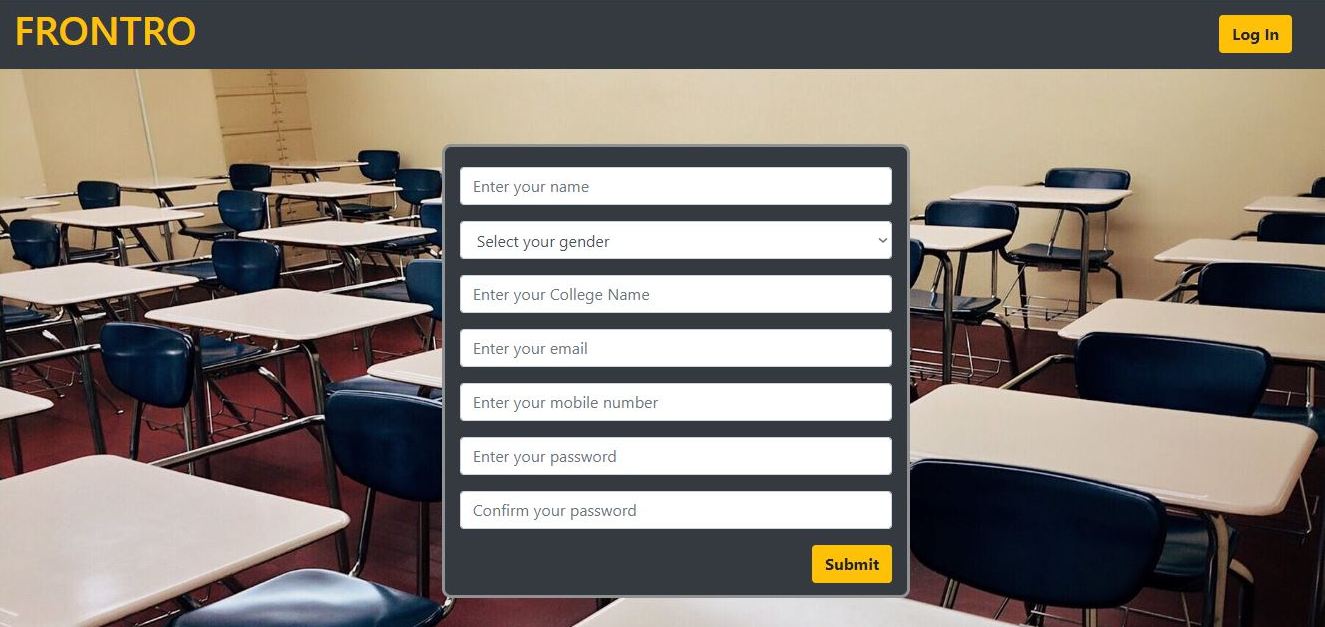 FRONTRO
Log In
Enter your name
Select your gender
Enter your College Name
Enter your email
Enter your mobile number
Enter your password
Confirm your password
Submit